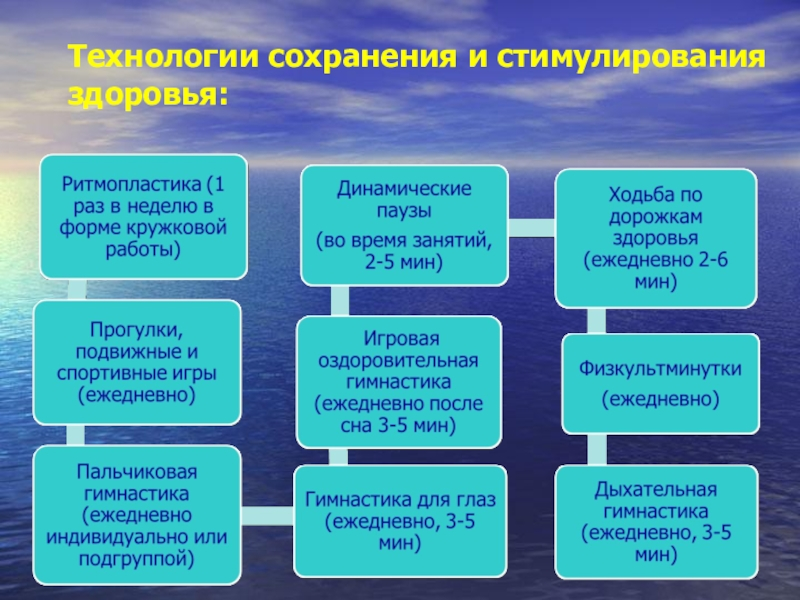 Технологии сохранения и стимулирования
здоровья:
Ритмопластика (1
раз в неделю в
форме кружковой
работы)
Прогулки,
подвижные и
спортивные игры
(ежедневно)
Пальчиковая
гимнастика
(ежедневно
индивидуально или
подгруппой)
Гимнастика для глаз
(ежедневно, 3-5
мин)
Игровая
оздоровительная
гимнастика
(ежедневно после
сна 3-5 мин)
Динамические
паузы
(во время занятий,
2-5 мин)
Ходьба по
дорожкам
здоровья
(ежедневно 2-6
мин)
Физкультминутки
(ежедневно)
Дыхательная
гимнастика
(ежедневно, 3-5
мин)